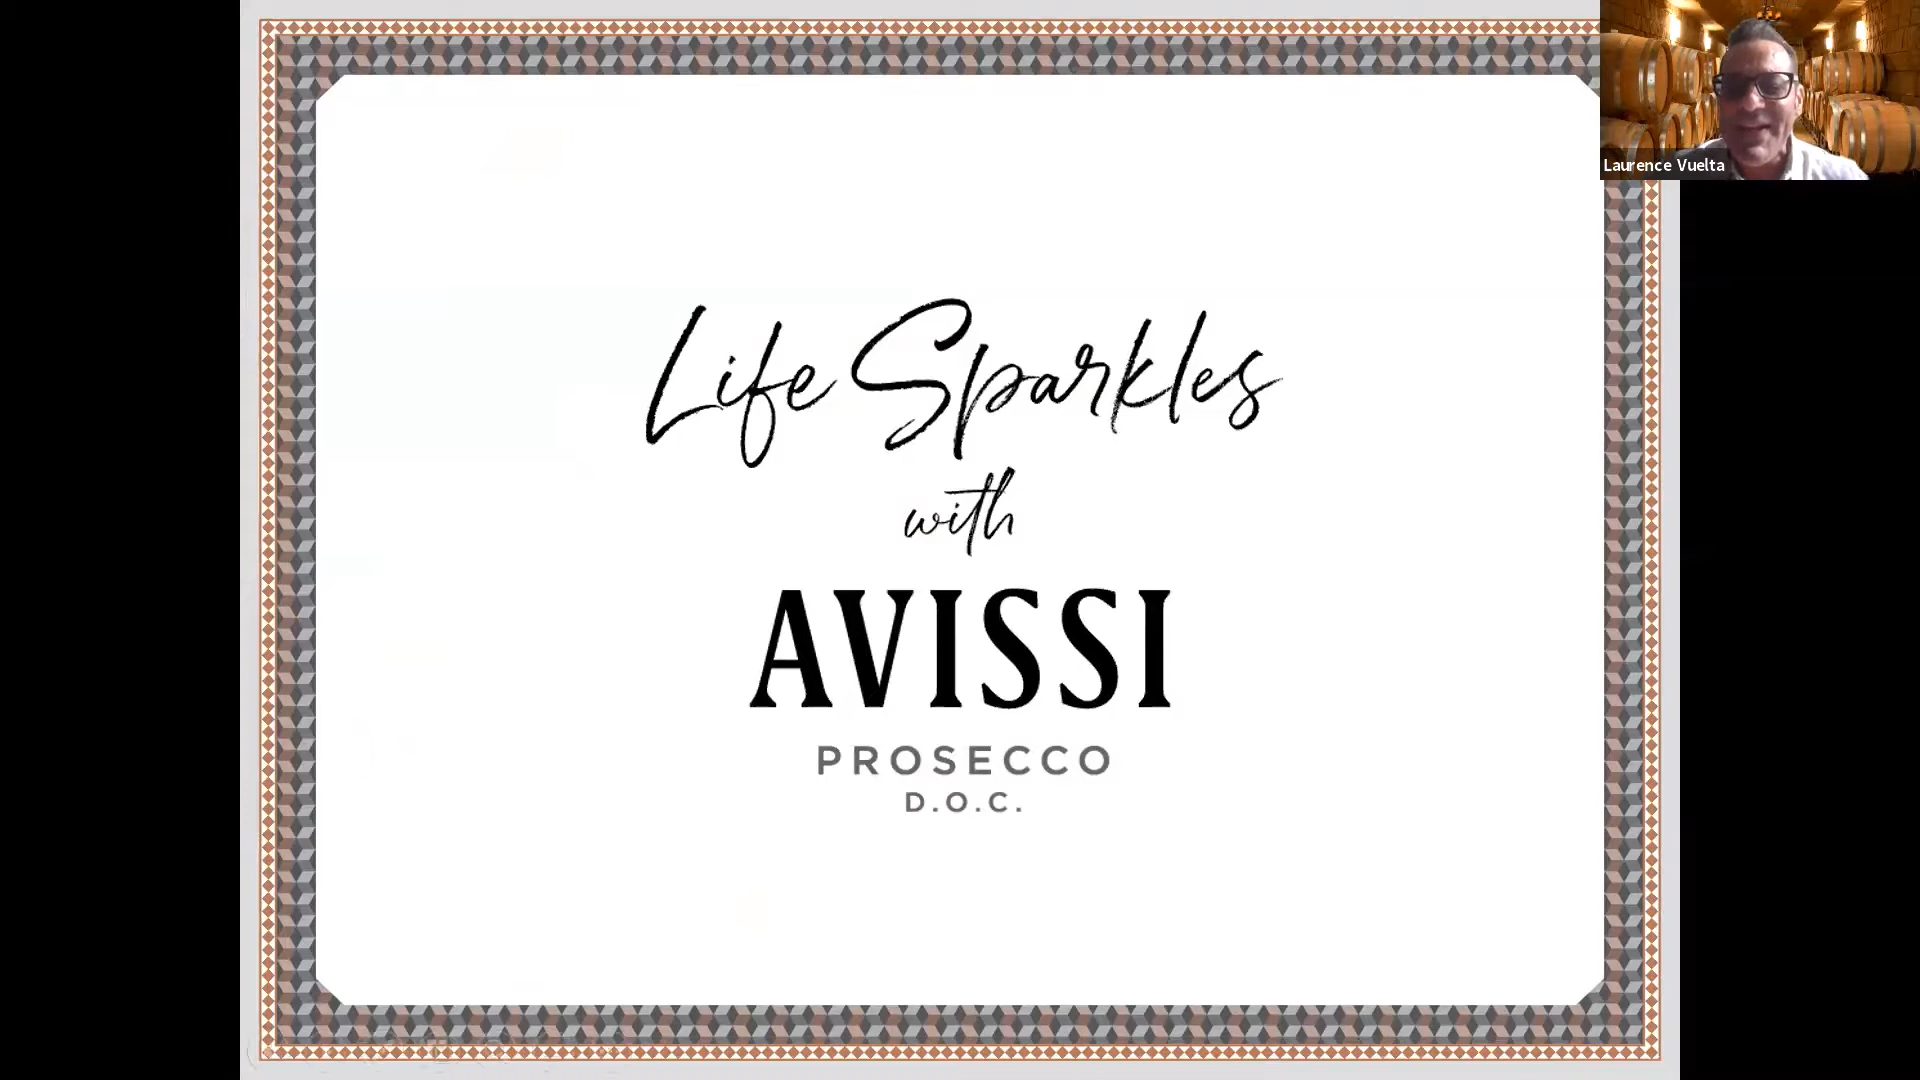 Laurence Vuelta
Life Sparkles
with
AVISSI
PROSECCO
D.O.C.